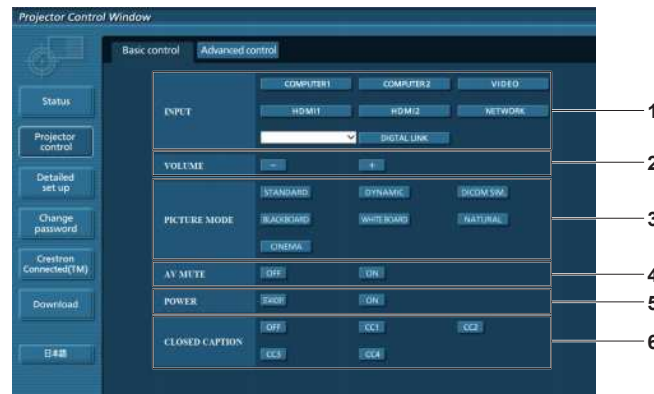 Projector Control Window
Basic control Advanced control
Status
Projector control
Detailed set up
Change password
Crestron Connected(TM)
Download
日本語
INPUT
COMPUTER1 COMPUTER2 VIDEO
HDMI1 HDMI2 NETWORK
DIGITAL LINK
1
VOLUME - +
2
PICTURE MODE
STANDARD DYNAMIC DICOM SIM.
BLACKBOARD WHITE BOARD NATURAL
CINEMA
3
AV MUTE OFF ON
4
POWER ON
5
CLOSED CAPTION
OFF CC1 CC2
CC3 CC4
6